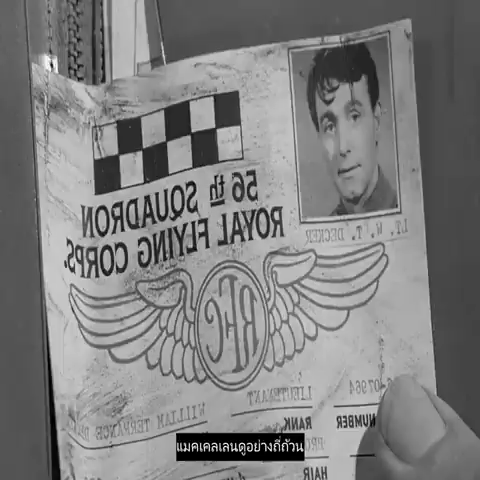 56th SQUADRON
ROYAL FLYING CORPS.
LT. W. T. DECKER
RFC
LIEUTENANT
RANK
NUMBER
HAIR
แมคเคลเลนดูอย่างถี่ถ้วน